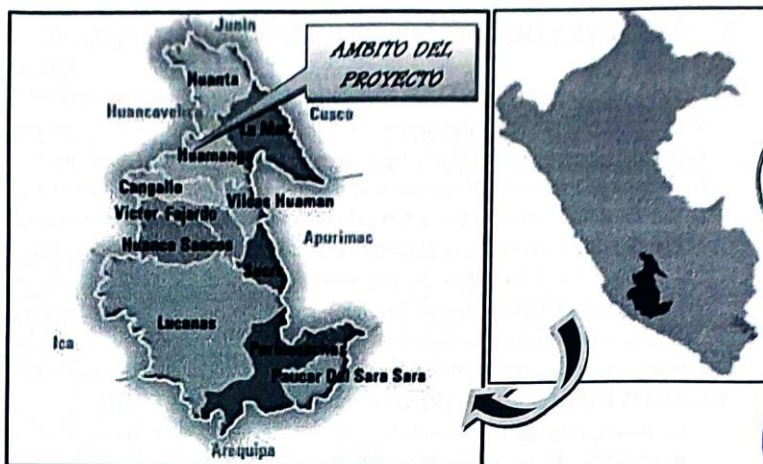 Junín
AMBITO DEL
PROYECTO
Huanta
Huancavelica
Cusco
La Mar
Huamanga
Cangallo
Vilcas Huaman
Victor Fajardo
Huanca Sancos
Apurimac
Sucre
Lucanas
Ica
Parinacochas
Paucar Del Sara Sara
Arequipa